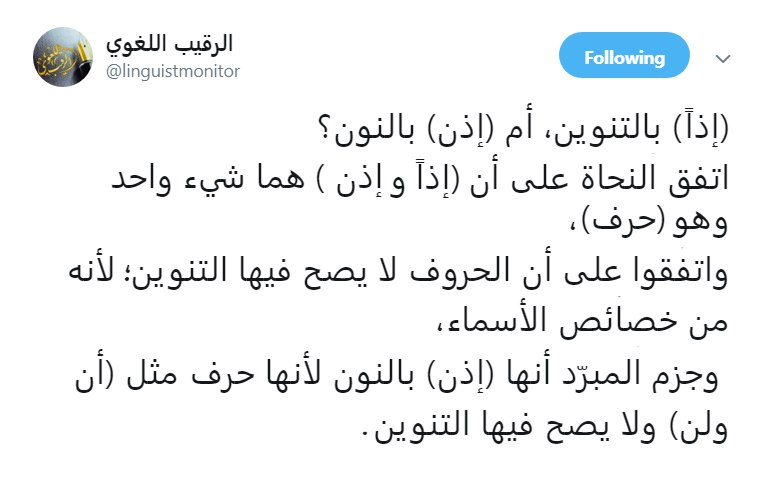 الرقيب اللغوي
@linguistmonitor
Following
(إذاً) بالتنوين، أم (إذن) بالنون؟
اتفق النحاة على أن (إذاً و إذن ) هما شيء واحد
وهو (حرف)،
واتفقوا على أن الحروف لا يصح فيها التنوين؛ لأنه
من خصائص الأسماء،
وجزم المبرّد أنها (إذن) بالنون لأنها حرف مثل (أن
ولن) ولا يصح فيها التنوين.